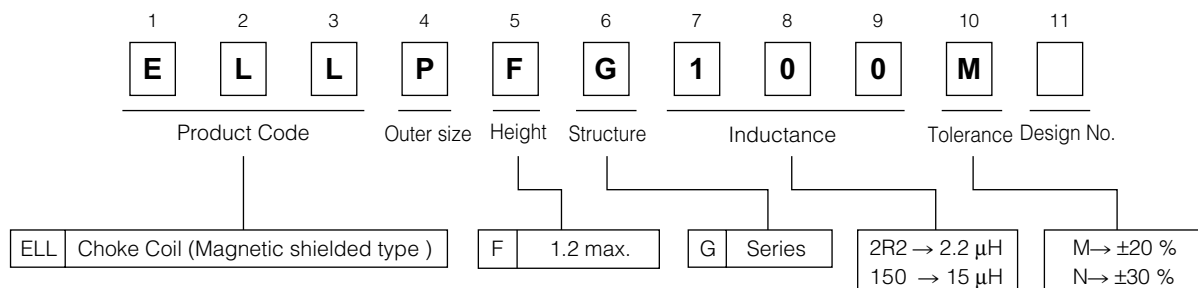 1 2 3 4 5 6 7 8 9 10 11
E L L P F G 1 0 0 M
Product Code Outer size Height Structure Inductance Tolerance Design No.
ELL Choke Coil (Magnetic shielded type ) F 1.2 max. G Series 2R2 → 2.2 μH M→ ±20 %
150 → 15 μH N→ ±30 %